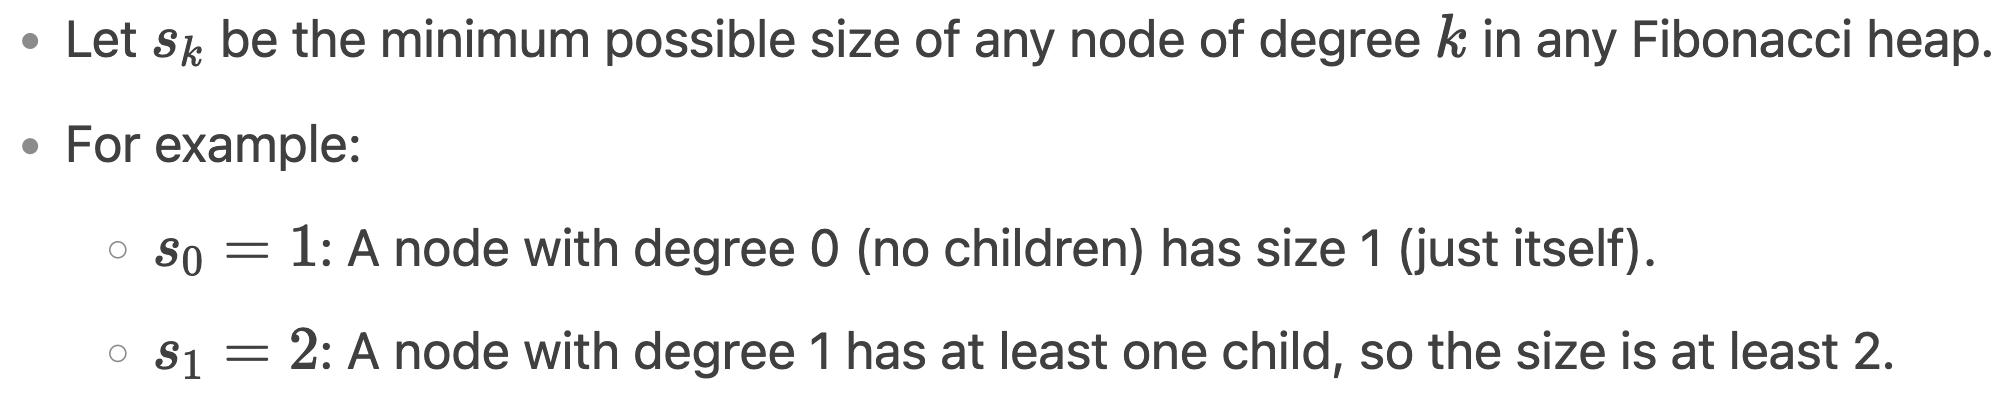 • Let $s_k$ be the minimum possible size of any node of degree $k$ in any Fibonacci heap.
• For example:
○ $s_0 = 1$: A node with degree 0 (no children) has size 1 (just itself).
○ $s_1 = 2$: A node with degree 1 has at least one child, so the size is at least 2.